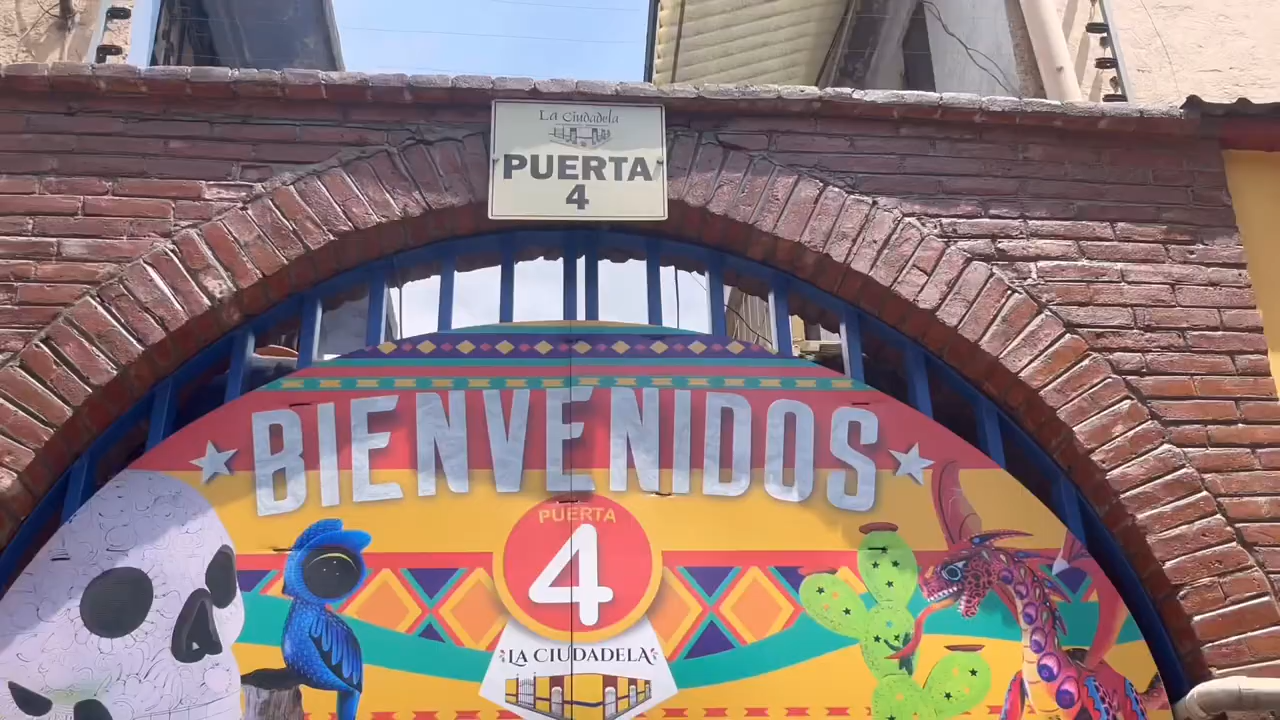 La Ciudadela
PUERTA
4
BIENVENIDOS
PUERTA
4
LA CIUDADELA